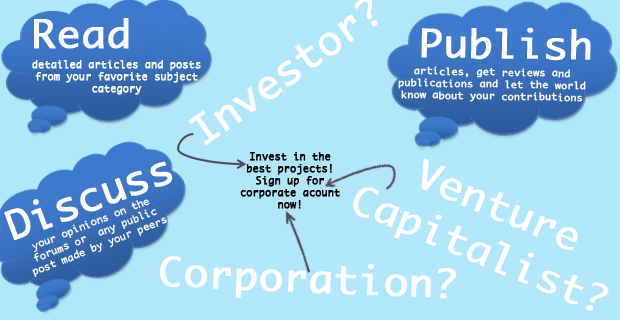 Read
detailed articles and posts
from your favorite subject
category
Investor?
Publish
articles, get reviews and
publications and let the world
know about your contributions
Invest in the
best projects!
Sign up for
corporate acount
now!
Discuss
your opinions on the
forums or any public
post made by your peers
Venture
Capitalist?
Corporation?